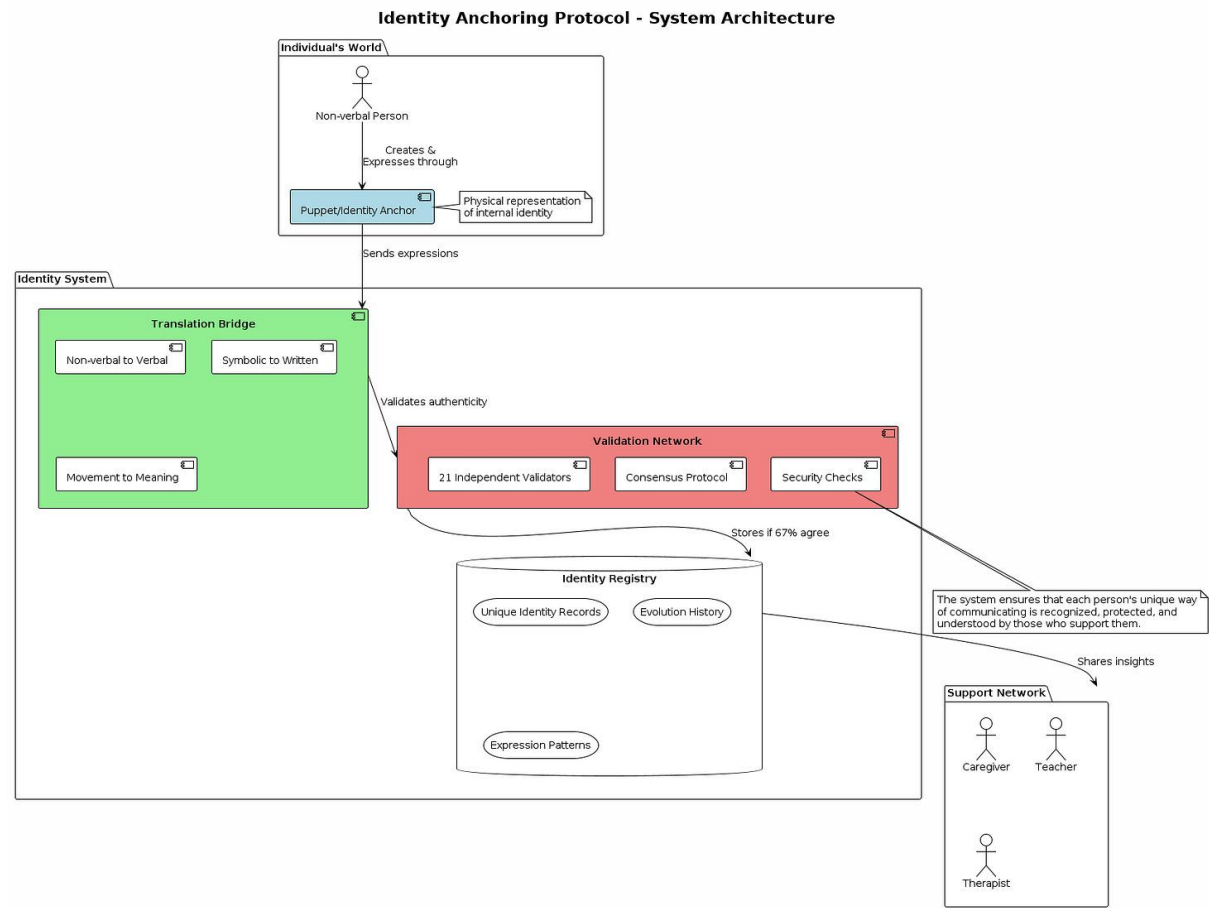 Identity Anchoring Protocol - System Architecture
Individual's World
Non-verbal Person
Creates &
Expresses through
Puppet/Identity Anchor
Physical representation
of internal identity
Sends expressions
Identity System
Translation Bridge
Non-verbal to Verbal
Symbolic to Written
Movement to Meaning
Validates authenticity
Validation Network
21 Independent Validators
Consensus Protocol
Security Checks
Stores if 67% agree
Identity Registry
Unique Identity Records
Evolution History
Expression Patterns
The system ensures that each person's unique way
of communicating is recognized, protected, and
understood by those who support them.
Shares insights
Support Network
Caregiver
Teacher
Therapist